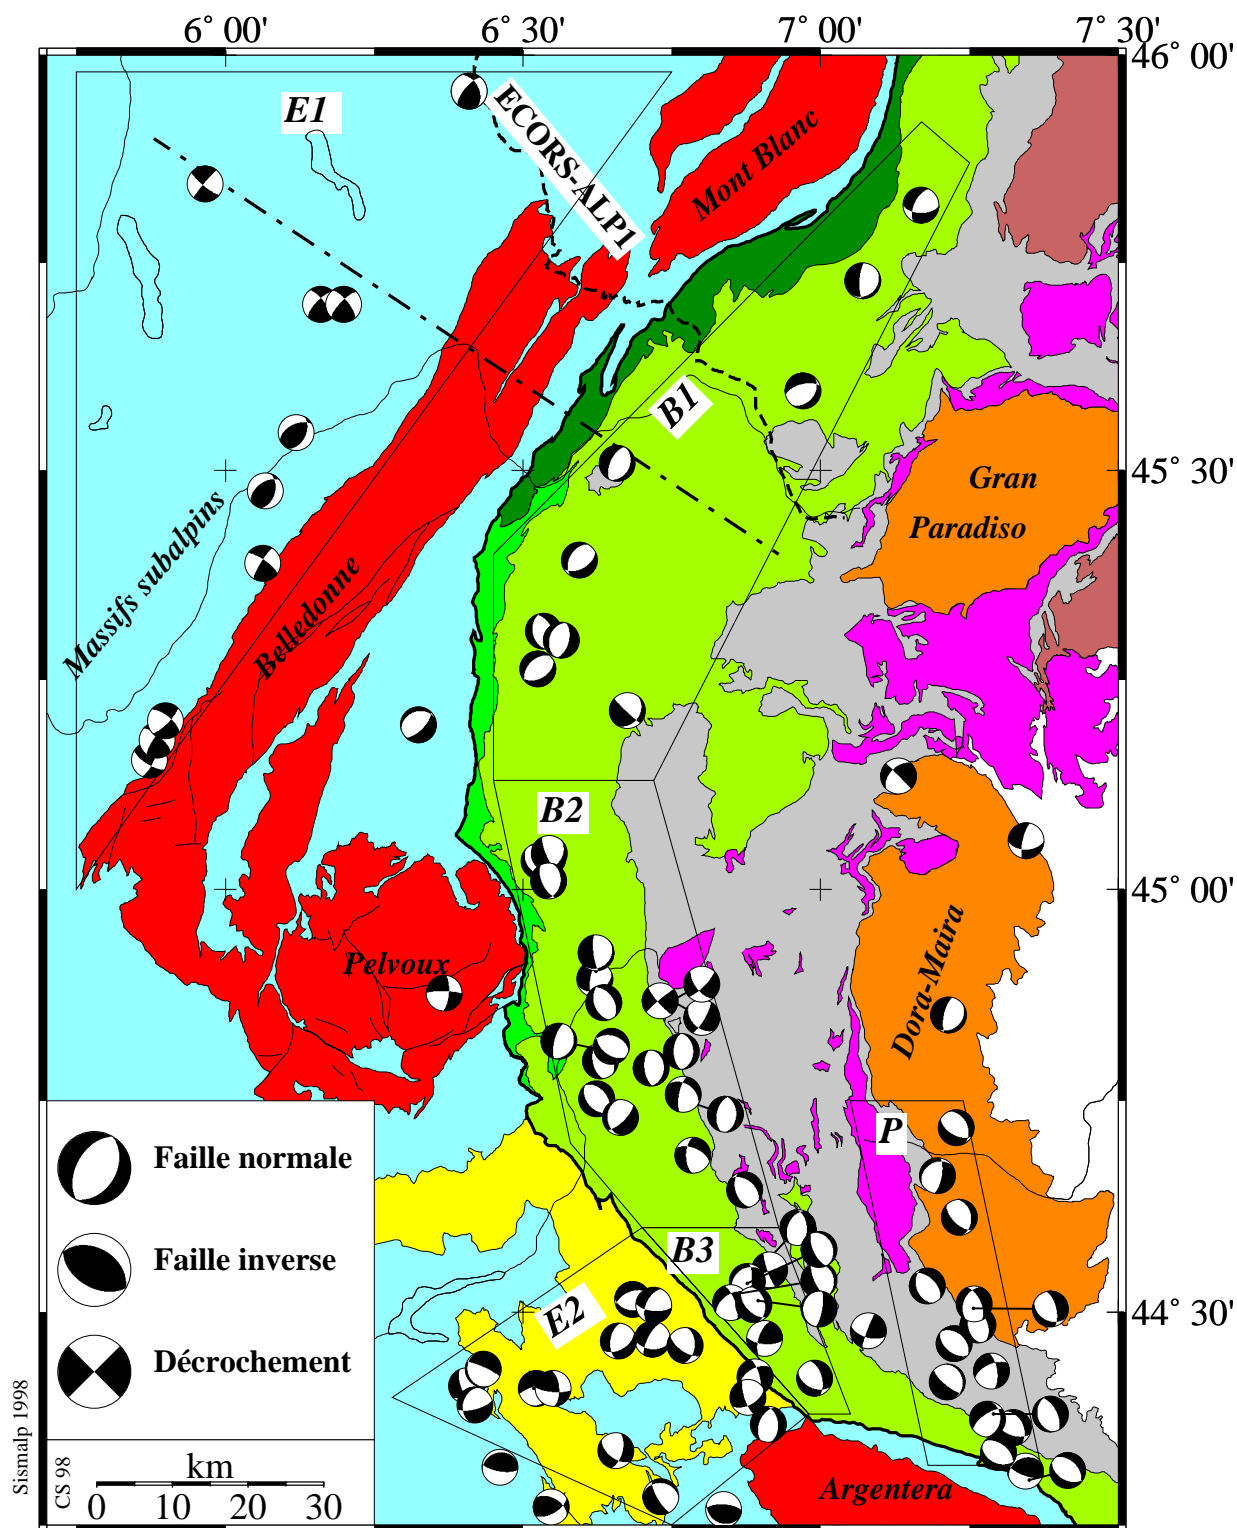 6° 00'
6° 30'
7° 00'
7° 30'
46° 00'
E1
ECORS-ALP1
Mont Blanc
B1
45° 30'
Gran
Paradiso
Massifs subalpins
Belledonne
B2
45° 00'
Pelvoux
Dora-Maira
P
B3
E2
44° 30'
Faille normale
Faille inverse
Décrochement
km
0 10 20 30
Argentera
Sismalp 1998
CS 98